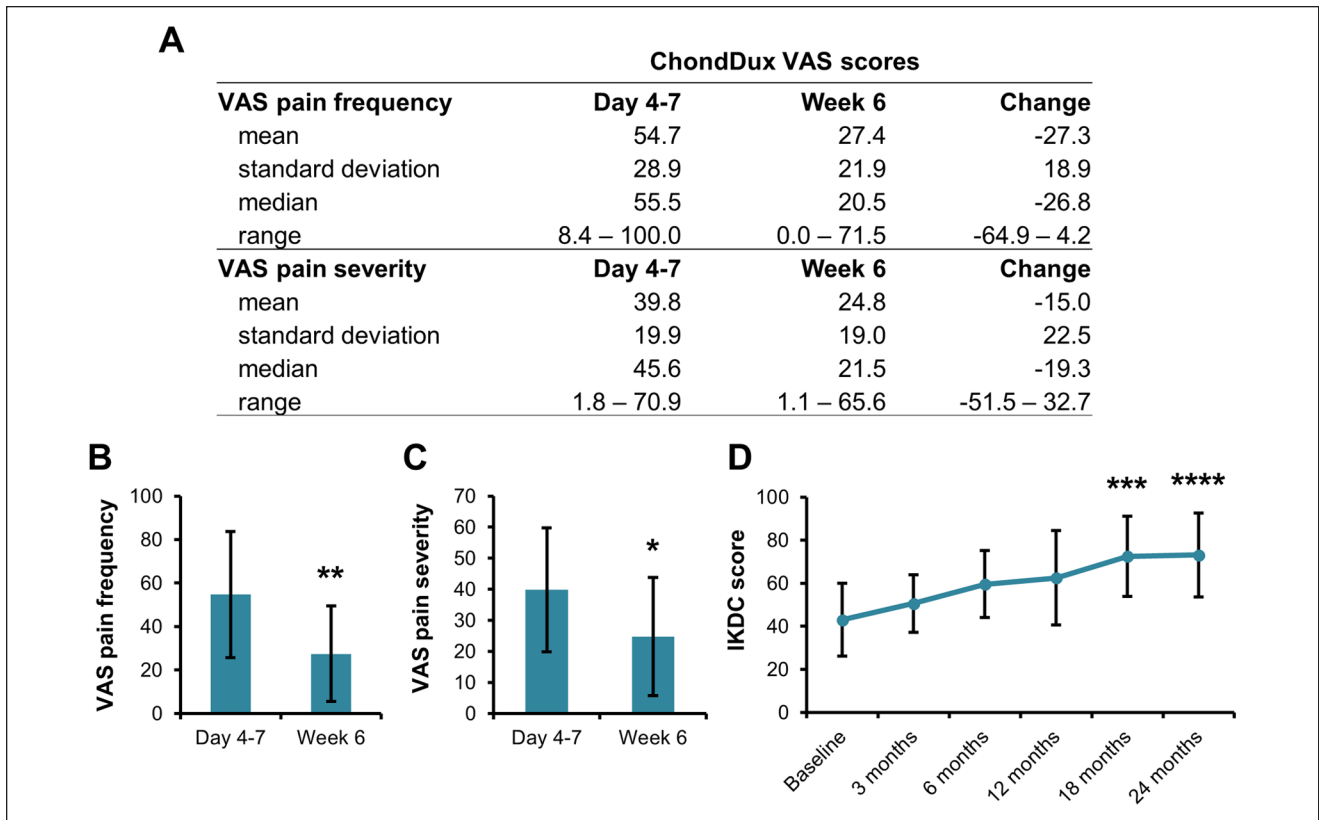 A
ChondDux VAS scores
VAS pain frequency Day 4-7 Week 6 Change
mean 54.7 27.4 -27.3
standard deviation 28.9 21.9 18.9
median 55.5 20.5 -26.8
range 8.4 – 100.0 0.0 – 71.5 -64.9 – 4.2
VAS pain severity Day 4-7 Week 6 Change
mean 39.8 24.8 -15.0
standard deviation 19.9 19.0 22.5
median 45.6 21.5 -19.3
range 1.8 – 70.9 1.1 – 65.6 -51.5 – 32.7
B
VAS pain frequency
100
80
60
40
20
0
**
Day 4-7 Week 6
C
VAS pain severity
70
60
50
40
30
20
10
0
*
Day 4-7 Week 6
D
IKDC score
100
80
60
40
20
0
*** ****
Baseline
3 months
6 months
12 months
18 months
24 months